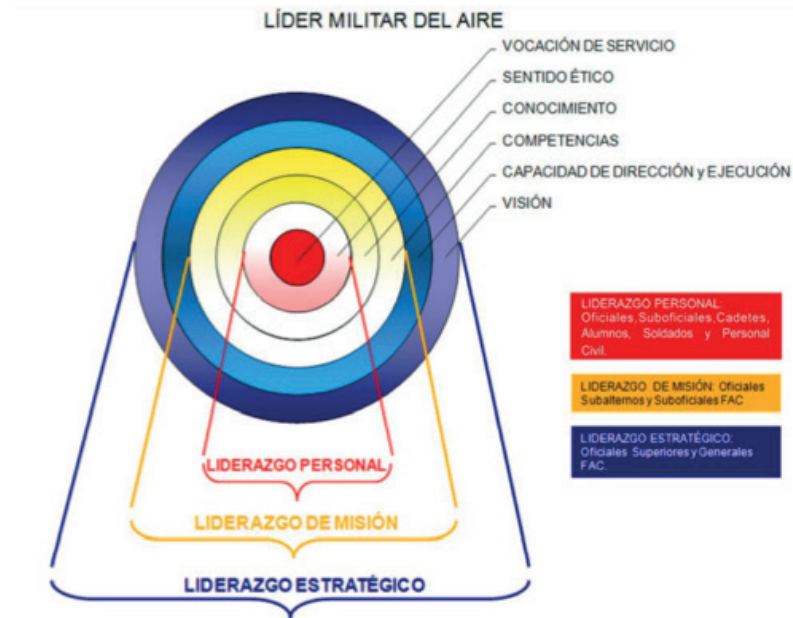 LÍDER MILITAR DEL AIRE
VOCACIÓN DE SERVICIO
SENTIDO ÉTICO
CONOCIMIENTO
COMPETENCIAS
CAPACIDAD DE DIRECCIÓN y EJECUCIÓN
VISIÓN
LIDERAZGO PERSONAL:
Oficiales, Suboficiales, Cadetes,
Alumnos, Soldados y Personal
Civil.
LIDERAZGO DE MISIÓN: Oficiales
Subalternos y Suboficiales FAC
LIDERAZGO ESTRATÉGICO:
Oficiales Superiores y Generales
FAC.
LIDERAZGO PERSONAL
LIDERAZGO DE MISIÓN
LIDERAZGO ESTRATÉGICO